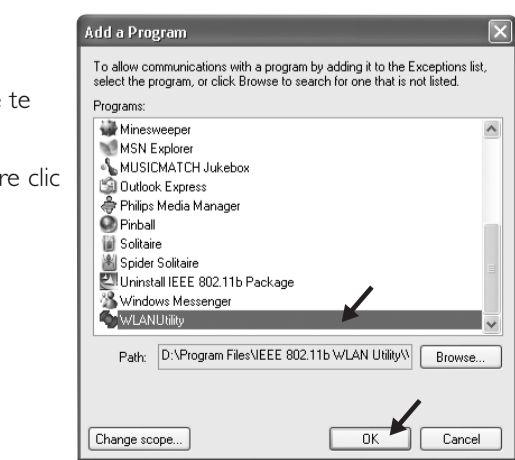 te
re clic
Add a Program
To allow communications with a program by adding it to the Exceptions list,
select the program, or click Browse to search for one that is not listed.
Programs:
Minesweeper
MSN Explorer
MUSICMATCH Jukebox
Outlook Express
Philips Media Manager
Pinball
Solitaire
Spider Solitaire
Uninstall IEEE 802.11b Package
Windows Messenger
WLANUtility
Path: D:\Program Files\IEEE 802.11b WLAN Utility\ Browse...
Change scope... OK Cancel